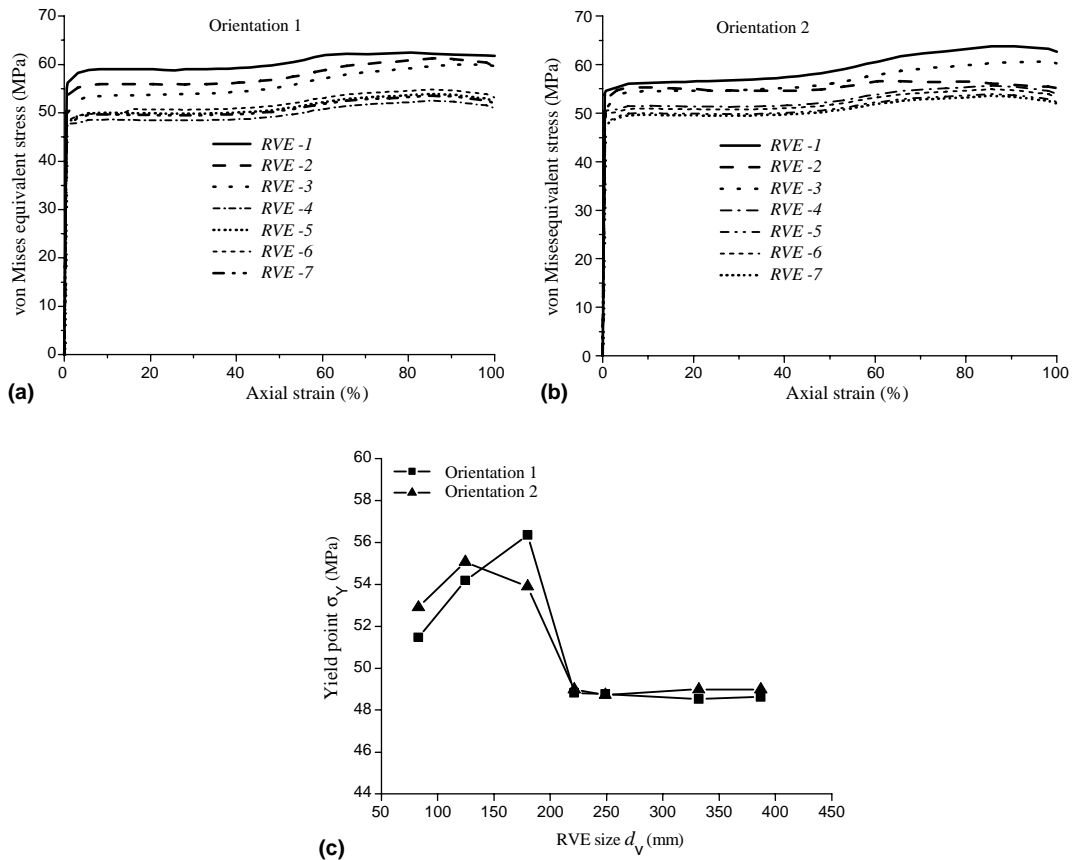 Orientation 1
von Mises equivalent stress (MPa)
70
60
50
40
30
20
10
0
RVE -1
RVE -2
RVE -3
RVE -4
RVE -5
RVE -6
RVE -7
0 20 40 60 80 100
Axial strain (%)
(a)
Orientation 2
von Misesequivalent stress (MPa)
70
60
50
40
30
20
10
0
RVE -1
RVE -2
RVE -3
RVE -4
RVE -5
RVE -6
RVE -7
0 20 40 60 80 100
Axial strain (%)
(b)
Orientation 1
Orientation 2
Yield point σY (MPa)
60
58
56
54
52
50
48
46
44
50 100 150 200 250 300 350 400 450
RVE size dv (mm)
(c)